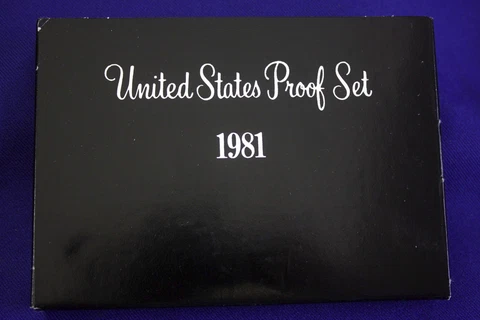 United States Proof Set
1981